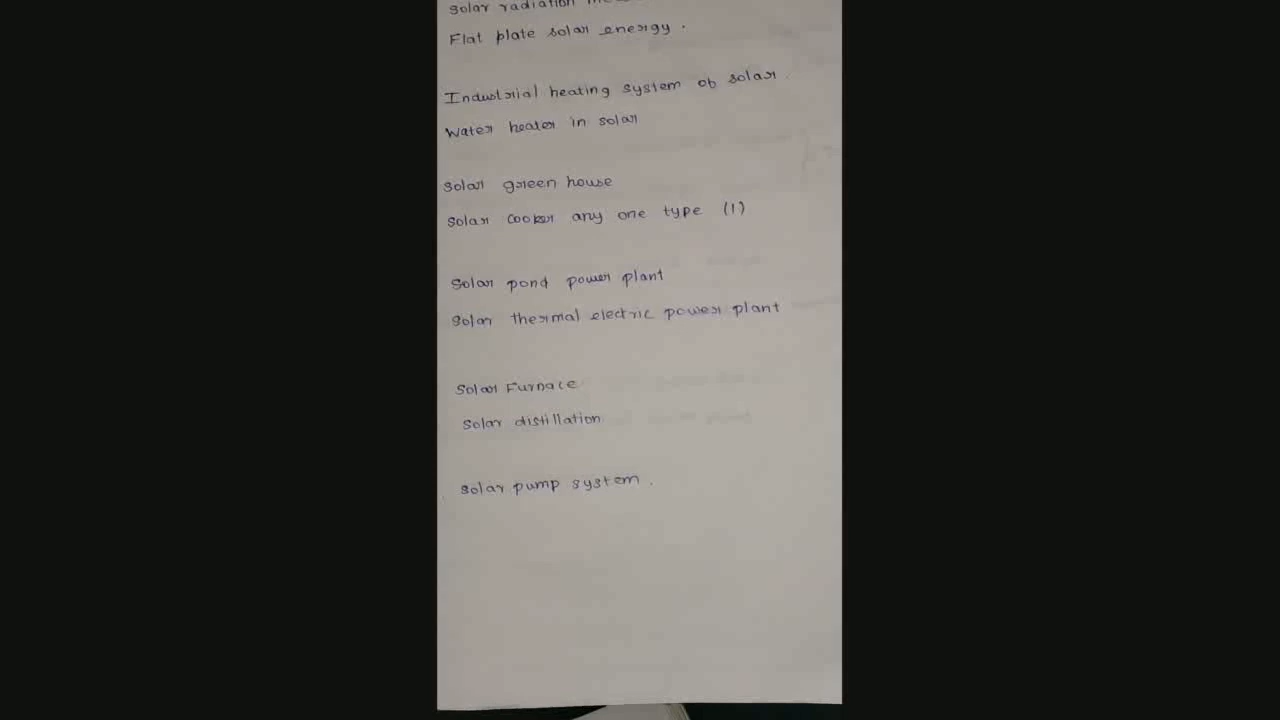 Solar radiation
Flat plate solar energy.
Industrial heating system of solar.
Water heater in solar
Solar green house
Solar cooker any one type (1)
Solar pond power plant
Solar thermal electric power plant
Solar Furnace
Solar distillation
Solar pump system.